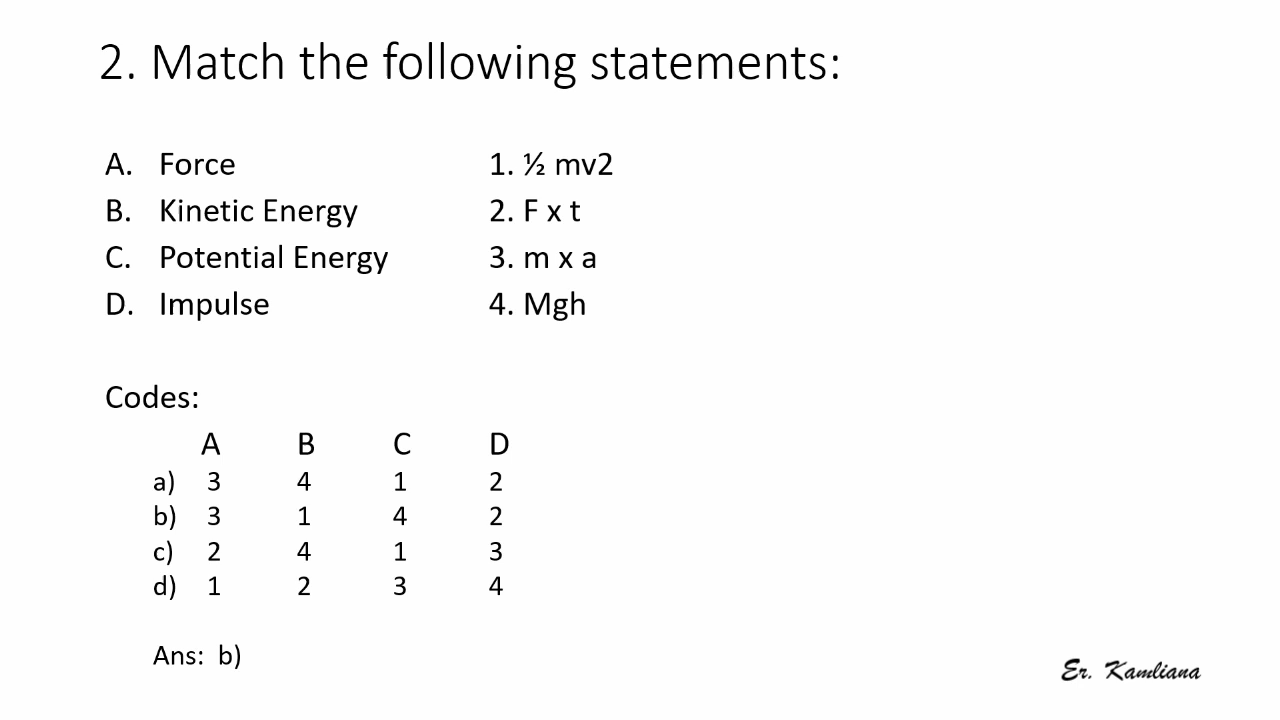 2. Match the following statements:
A. Force 1. ½ mv2
B. Kinetic Energy 2. F x t
C. Potential Energy 3. m x a
D. Impulse 4. Mgh
Codes:
A B C D
a) 3 4 1 2
b) 3 1 4 2
c) 2 4 1 3
d) 1 2 3 4
Ans: b)
Er. Kamliana